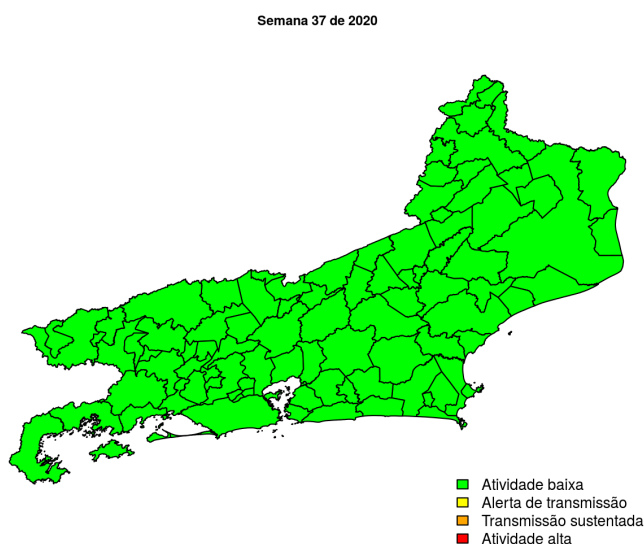 Semana 37 de 2020
Atividade baixa
Alerta de transmissão
Transmissão sustentada
Atividade alta